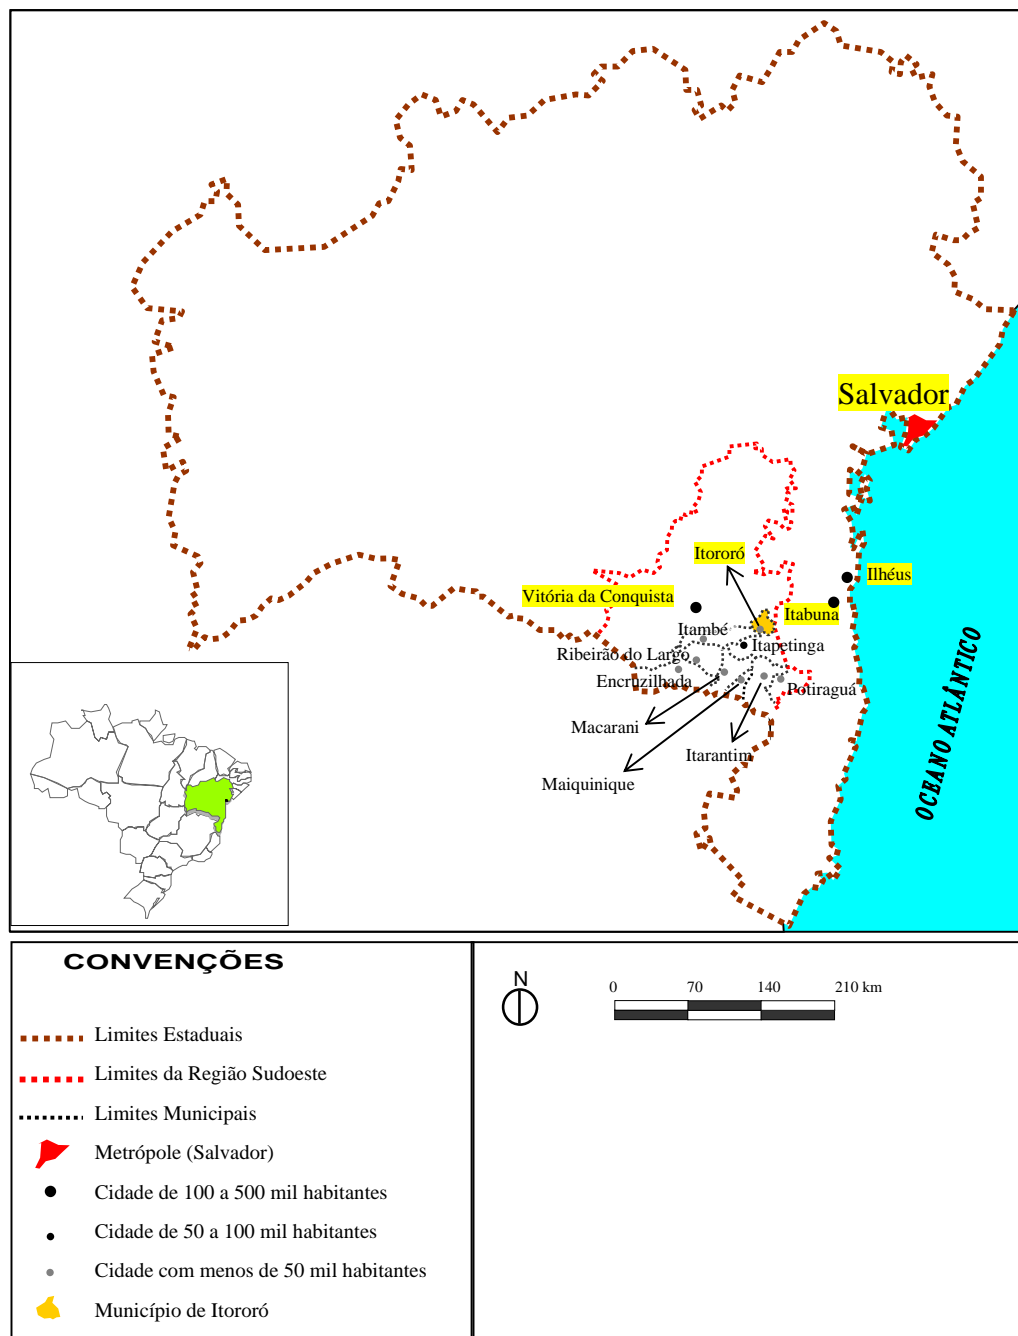 Salvador
Itororó
Ilhéus
Vitória da Conquista
Itabuna
Itambé
Itapetinga
Ribeirão do Largo
Encruzilhada
Potiraguá
Macarani
Itarantim
Maiquinique
OCEANO ATLÂNTICO
CONVENÇÕES
Limites Estaduais
Limites da Região Sudoeste
Limites Municipais
Metrópole (Salvador)
Cidade de 100 a 500 mil habitantes
Cidade de 50 a 100 mil habitantes
Cidade com menos de 50 mil habitantes
Município de Itororó
N
0 70 140 210 km